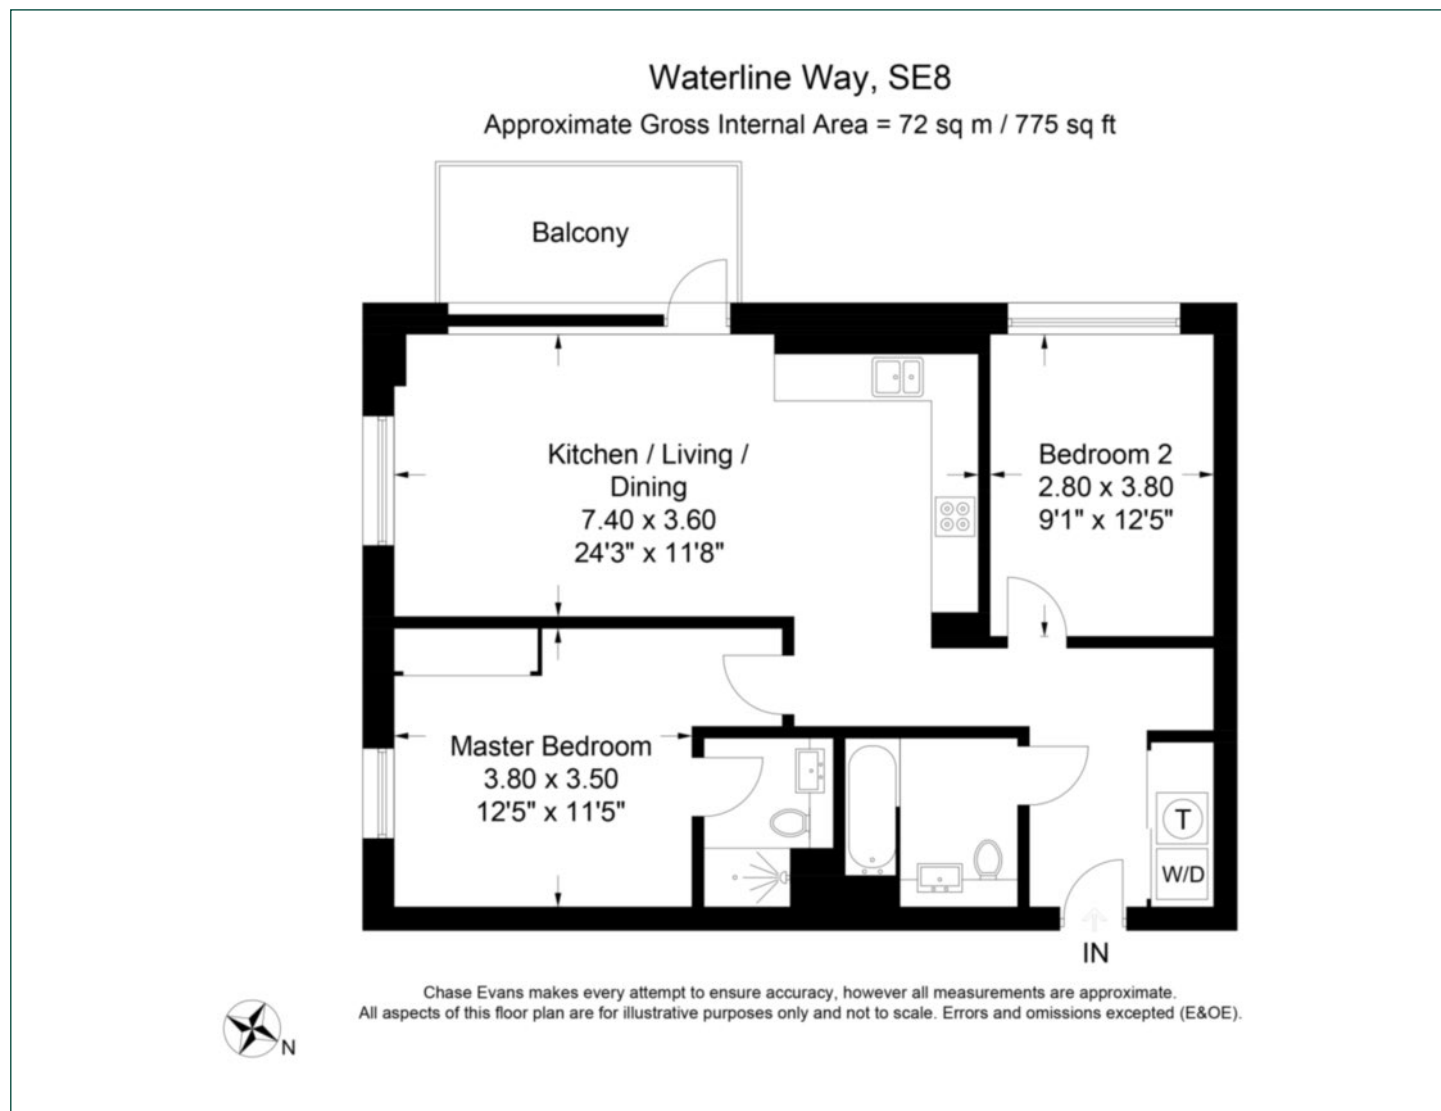 Waterline Way, SE8
Approximate Gross Internal Area = 72 sq m / 775 sq ft
Balcony
Kitchen / Living /
Dining
7.40 x 3.60
24'3" x 11'8"
Bedroom 2
2.80 x 3.80
9'1" x 12'5"
Master Bedroom
3.80 x 3.50
12'5" x 11'5"
T
W/D
IN
Chase Evans makes every attempt to ensure accuracy, however all measurements are approximate.
All aspects of this floor plan are for illustrative purposes only and not to scale. Errors and omissions excepted (E&OE).
N